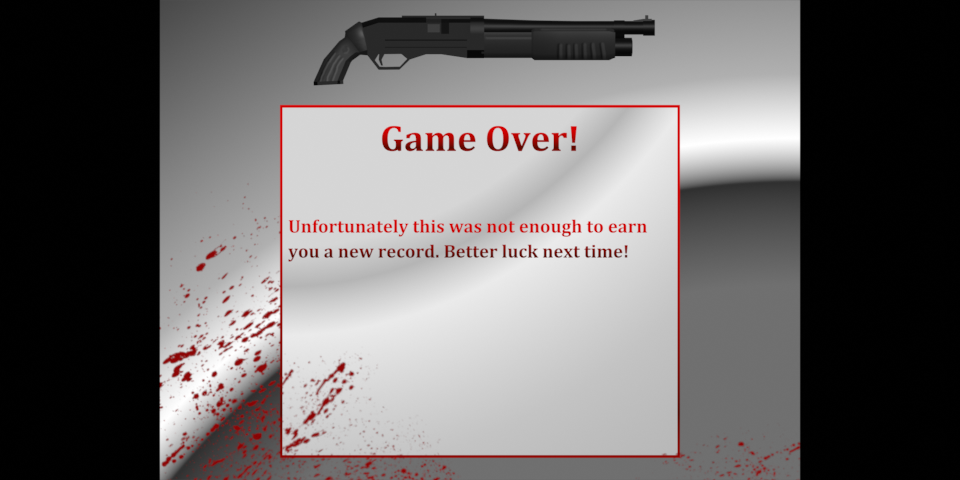 Game Over!
Unfortunately this was not enough to earn
you a new record. Better luck next time!